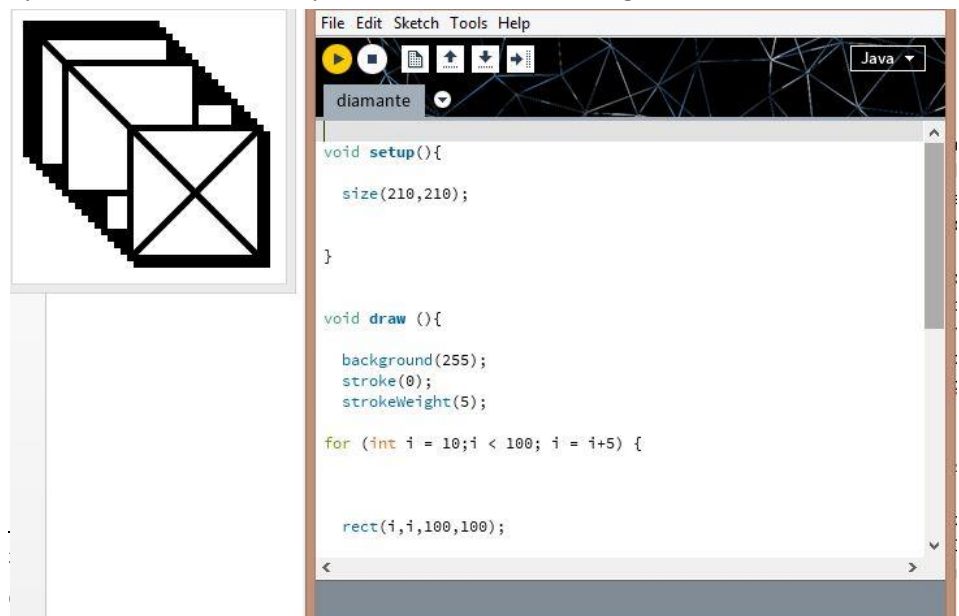 File Edit Sketch Tools Help
Java
diamante
void setup(){
size(210,210);
}
void draw (){
background(255);
stroke(0);
strokeWeight(5);
for (int i = 10;i < 100; i = i+5) {
rect(i,i,100,100);